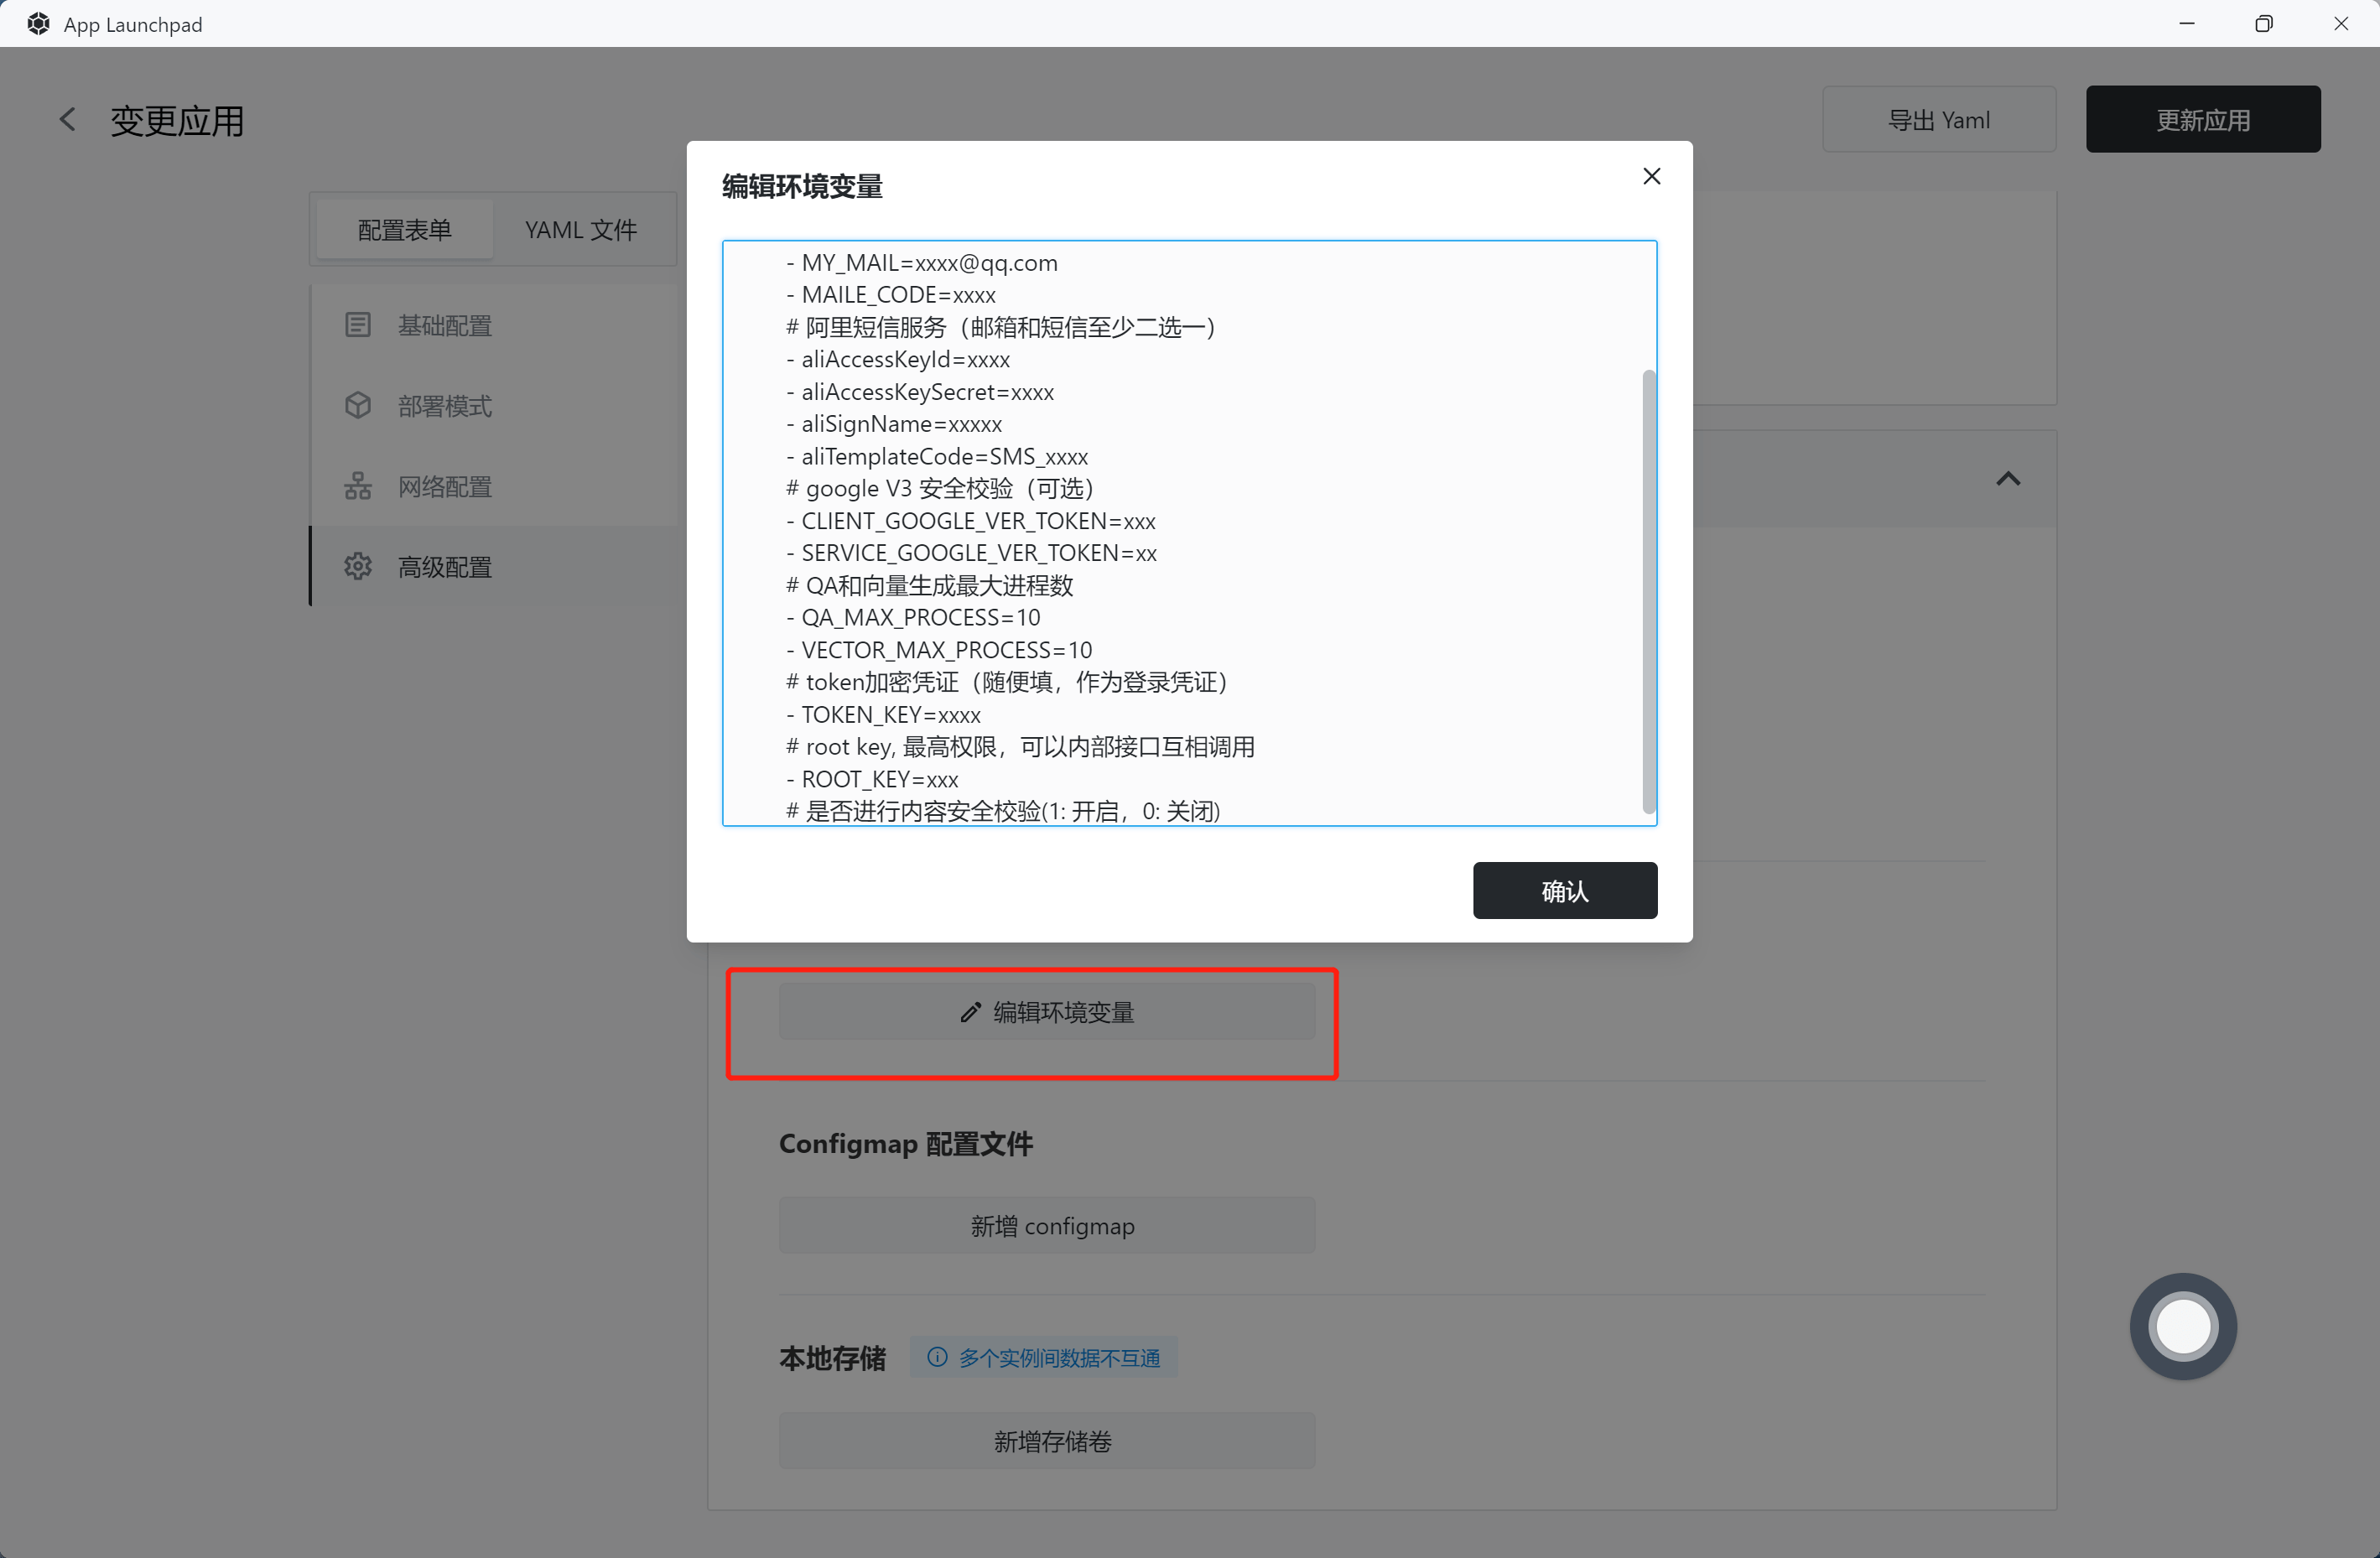 App Launchpad
变更应用
导出 Yaml
更新应用
配置表单
YAML 文件
基础配置
部署模式
网络配置
高级配置
编辑环境变量
- MY_MAIL=xxxx@qq.com
- MAILE_CODE=xxxx
# 阿里短信服务（邮箱和短信至少二选一）
- aliAccessKeyId=xxxx
- aliAccessKeySecret=xxxx
- aliSignName=xxxxx
- aliTemplateCode=SMS_xxxx
# google V3 安全校验（可选）
- CLIENT_GOOGLE_VER_TOKEN=xxx
- SERVICE_GOOGLE_VER_TOKEN=xx
# QA和向量生成最大进程数
- QA_MAX_PROCESS=10
- VECTOR_MAX_PROCESS=10
# token加密凭证（随便填，作为登录凭证）
- TOKEN_KEY=xxxx
# root key, 最高权限，可以内部接口互相调用
- ROOT_KEY=xxx
# 是否进行内容安全校验(1: 开启，0: 关闭)
确认
编辑环境变量
Configmap 配置文件
新增 configmap
本地存储
多个实例间数据不互通
新增存储卷